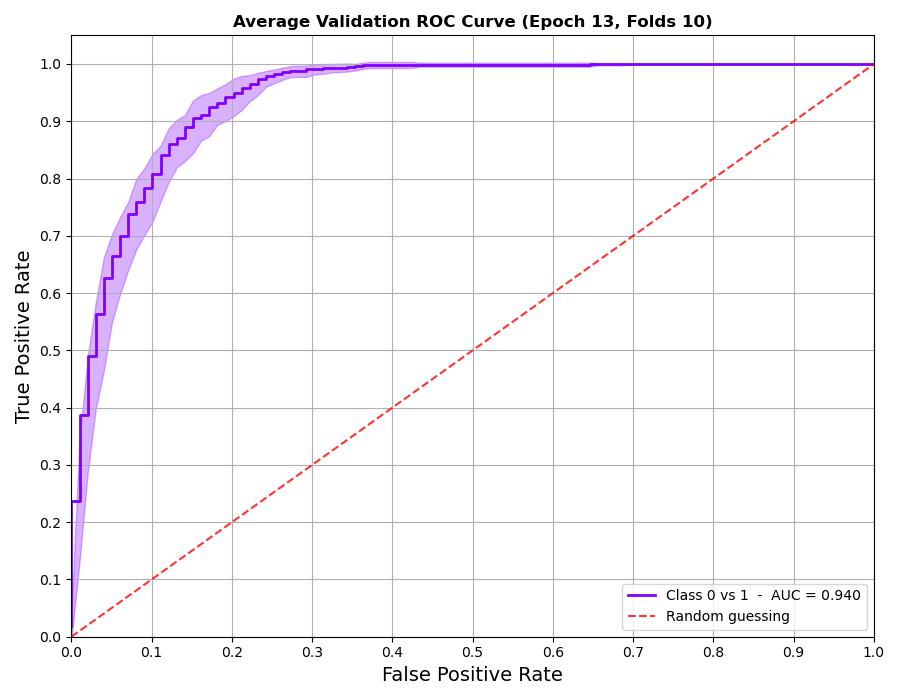 Average Validation ROC Curve (Epoch 13, Folds 10)
True Positive Rate
1.0
0.9
0.8
0.7
0.6
0.5
0.4
0.3
0.2
0.1
0.0
Class 0 vs 1 - AUC = 0.940
Random guessing
0.0 0.1 0.2 0.3 0.4 0.5 0.6 0.7 0.8 0.9 1.0
False Positive Rate